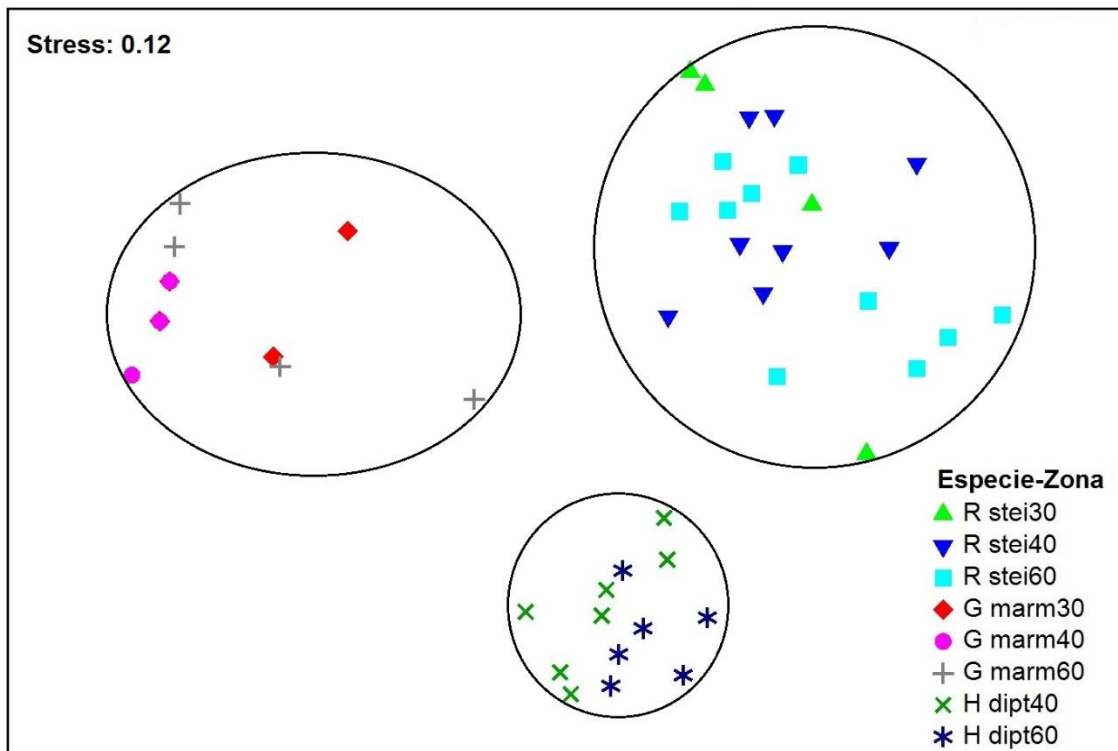 Stress: 0.12
Especie-Zona
R stei30
R stei40
R stei60
G marm30
G marm40
G marm60
H dipt40
H dipt60